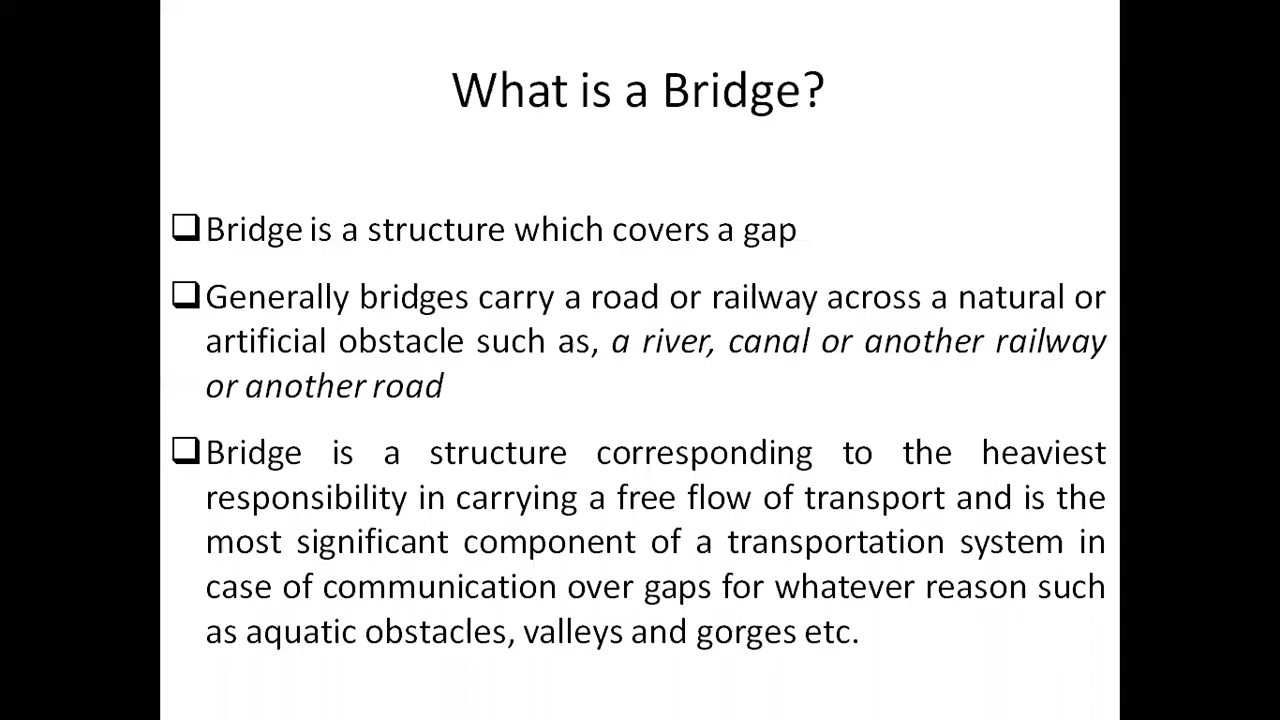 What is a Bridge?
Bridge is a structure which covers a gap
Generally bridges carry a road or railway across a natural or
artificial obstacle such as, a river, canal or another railway
or another road
Bridge is a structure corresponding to the heaviest
responsibility in carrying a free flow of transport and is the
most significant component of a transportation system in
case of communication over gaps for whatever reason such
as aquatic obstacles, valleys and gorges etc.